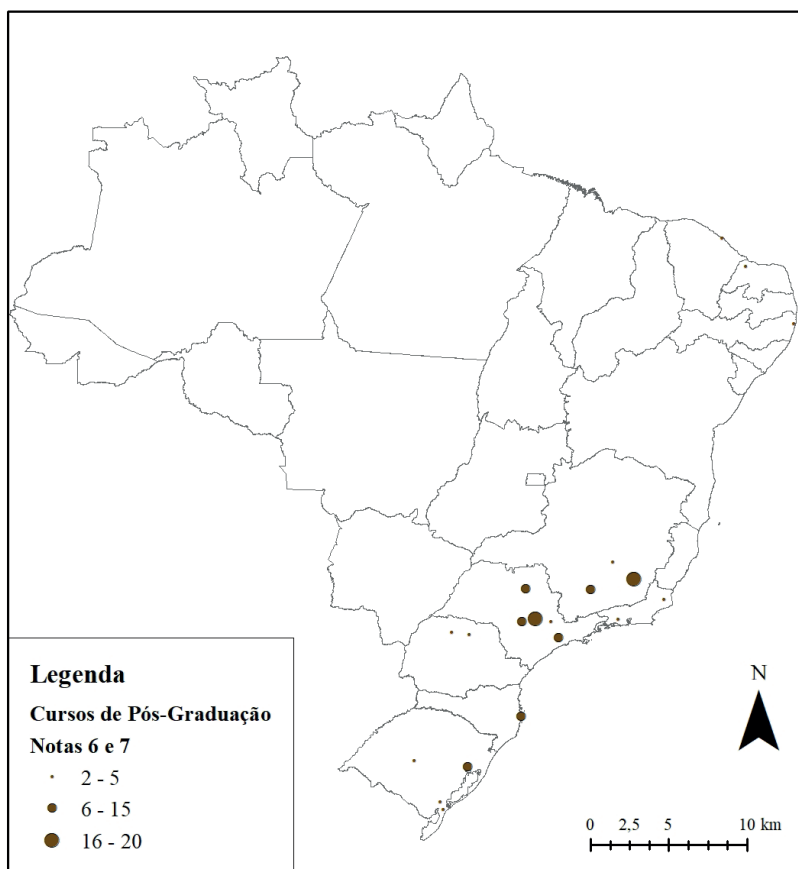 Legenda
Cursos de Pós-Graduação
Notas 6 e 7
2 - 5
6 - 15
16 - 20
N
0 2,5 5 10 km